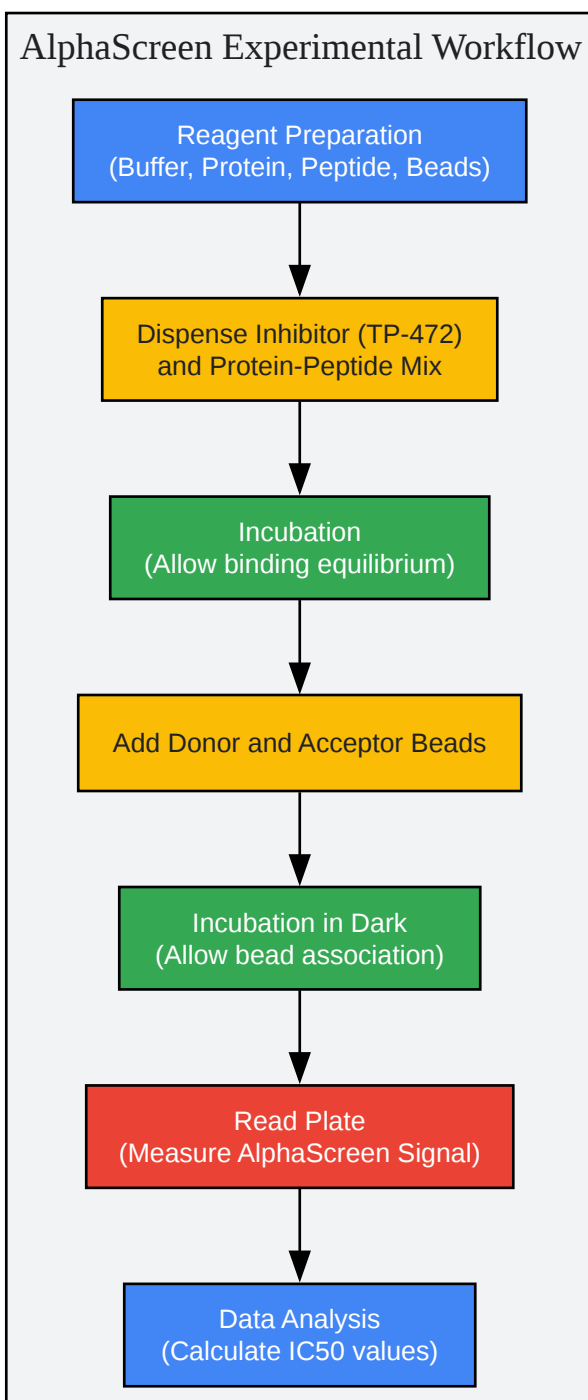 AlphaScreen Experimental Workflow
Reagent Preparation
(Buffer, Protein, Peptide, Beads)
Dispense Inhibitor (TP-472)
and Protein-Peptide Mix
Incubation
(Allow binding equilibrium)
Add Donor and Acceptor Beads
Incubation in Dark
(Allow bead association)
Read Plate
(Measure AlphaScreen Signal)
Data Analysis
(Calculate IC50 values)